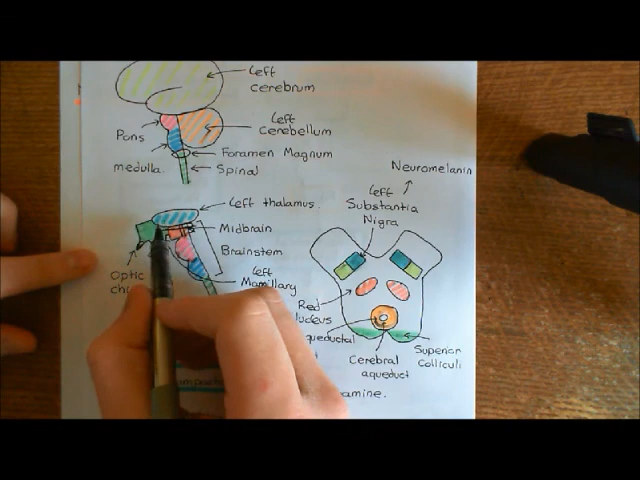 Left
cerebrum
Left
cerebellum
Pons
Foramen Magnum
medulla.
Spinal
Left thalamus.
Midbrain
Brainstem
Left
Mamillary
Optic
Neuromelanin
Left
Substantia
Nigra
Red
Cerebral
aqueduct
Superior
Colliculi